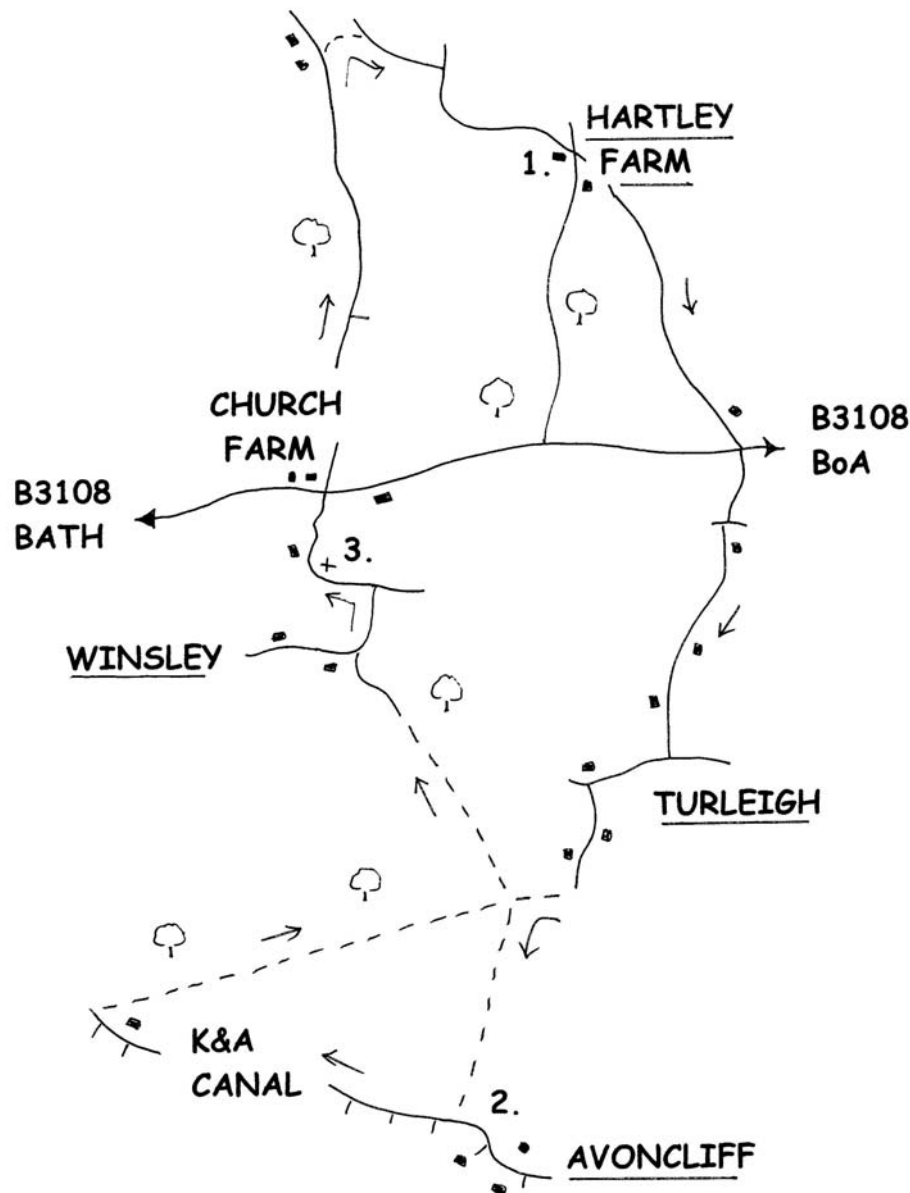 HARTLEY
1. FARM
CHURCH
FARM
B3108
BoA
B3108
BATH
3.
WINSLEY
TURLEIGH
K&A
CANAL
2.
AVONCLIFF